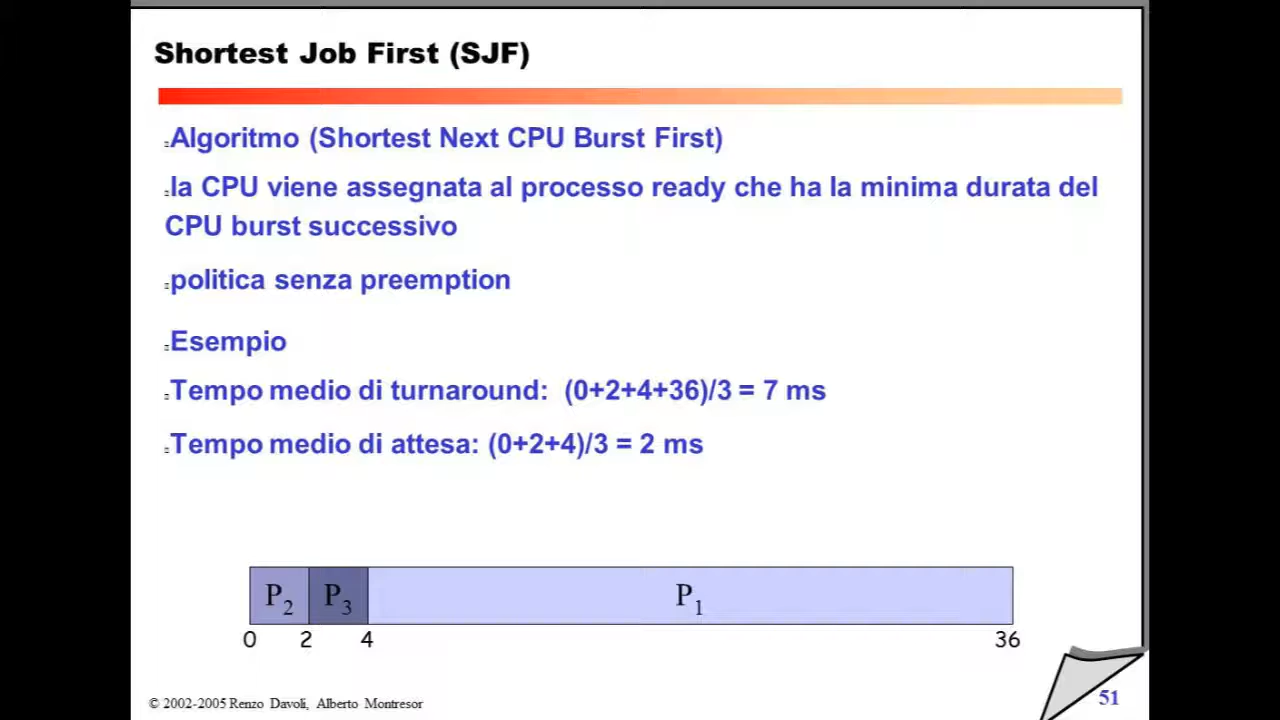 Shortest Job First (SJF)
Algoritmo (Shortest Next CPU Burst First)
la CPU viene assegnata al processo ready che ha la minima durata del
CPU burst successivo
politica senza preemption
Esempio
Tempo medio di turnaround: (0+2+4+36)/3 = 7 ms
Tempo medio di attesa: (0+2+4)/3 = 2 ms
P2 P3 P1
0 2 4 36
© 2002-2005 Renzo Davoli, Alberto Montresor
51